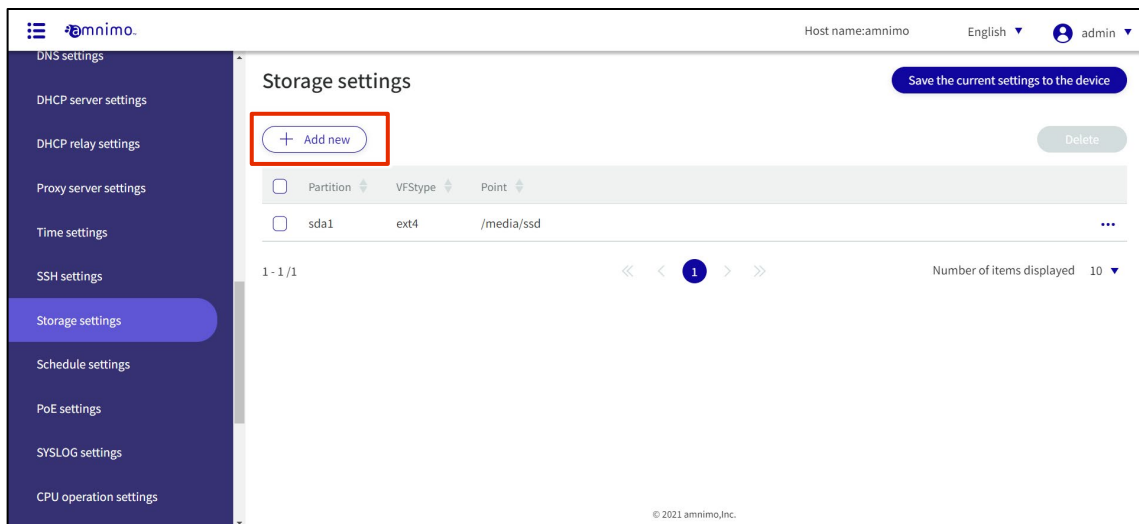 amnimo
Host name:amnimo
English
admin
DNS settings
DHCP server settings
DHCP relay settings
Proxy server settings
Time settings
SSH settings
Storage settings
Schedule settings
PoE settings
SYSLOG settings
CPU operation settings
Storage settings
Save the current settings to the device
+ Add new
Delete
Partition VFStype Point
sda1 ext4 /media/ssd ...
1 - 1 /1
« < 1 > »
Number of items displayed 10
© 2021 amnimo,Inc.